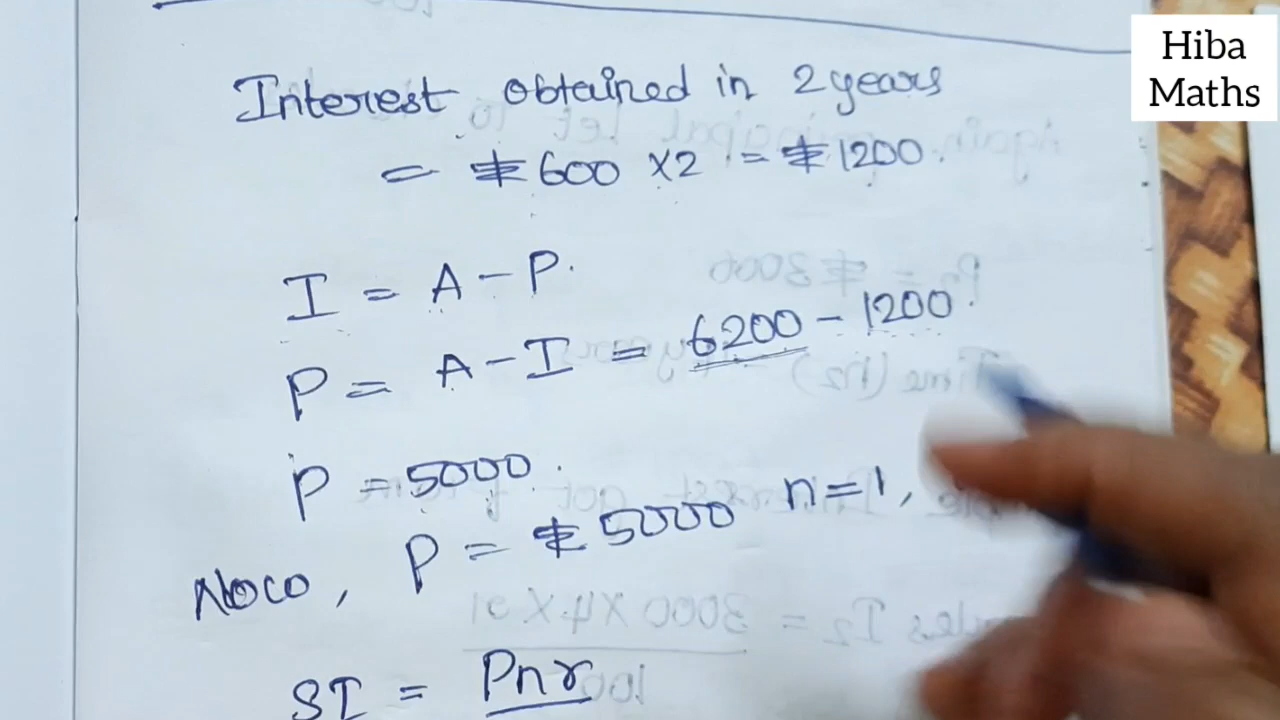 Hiba
Maths
Interest obtained in 2 years
= ₹600 X2 = ₹1200.
I = A - P.
P = A - I = 6200 - 1200.
P = 5000.
Now, P = ₹5000 n=1,
SI = Pnr